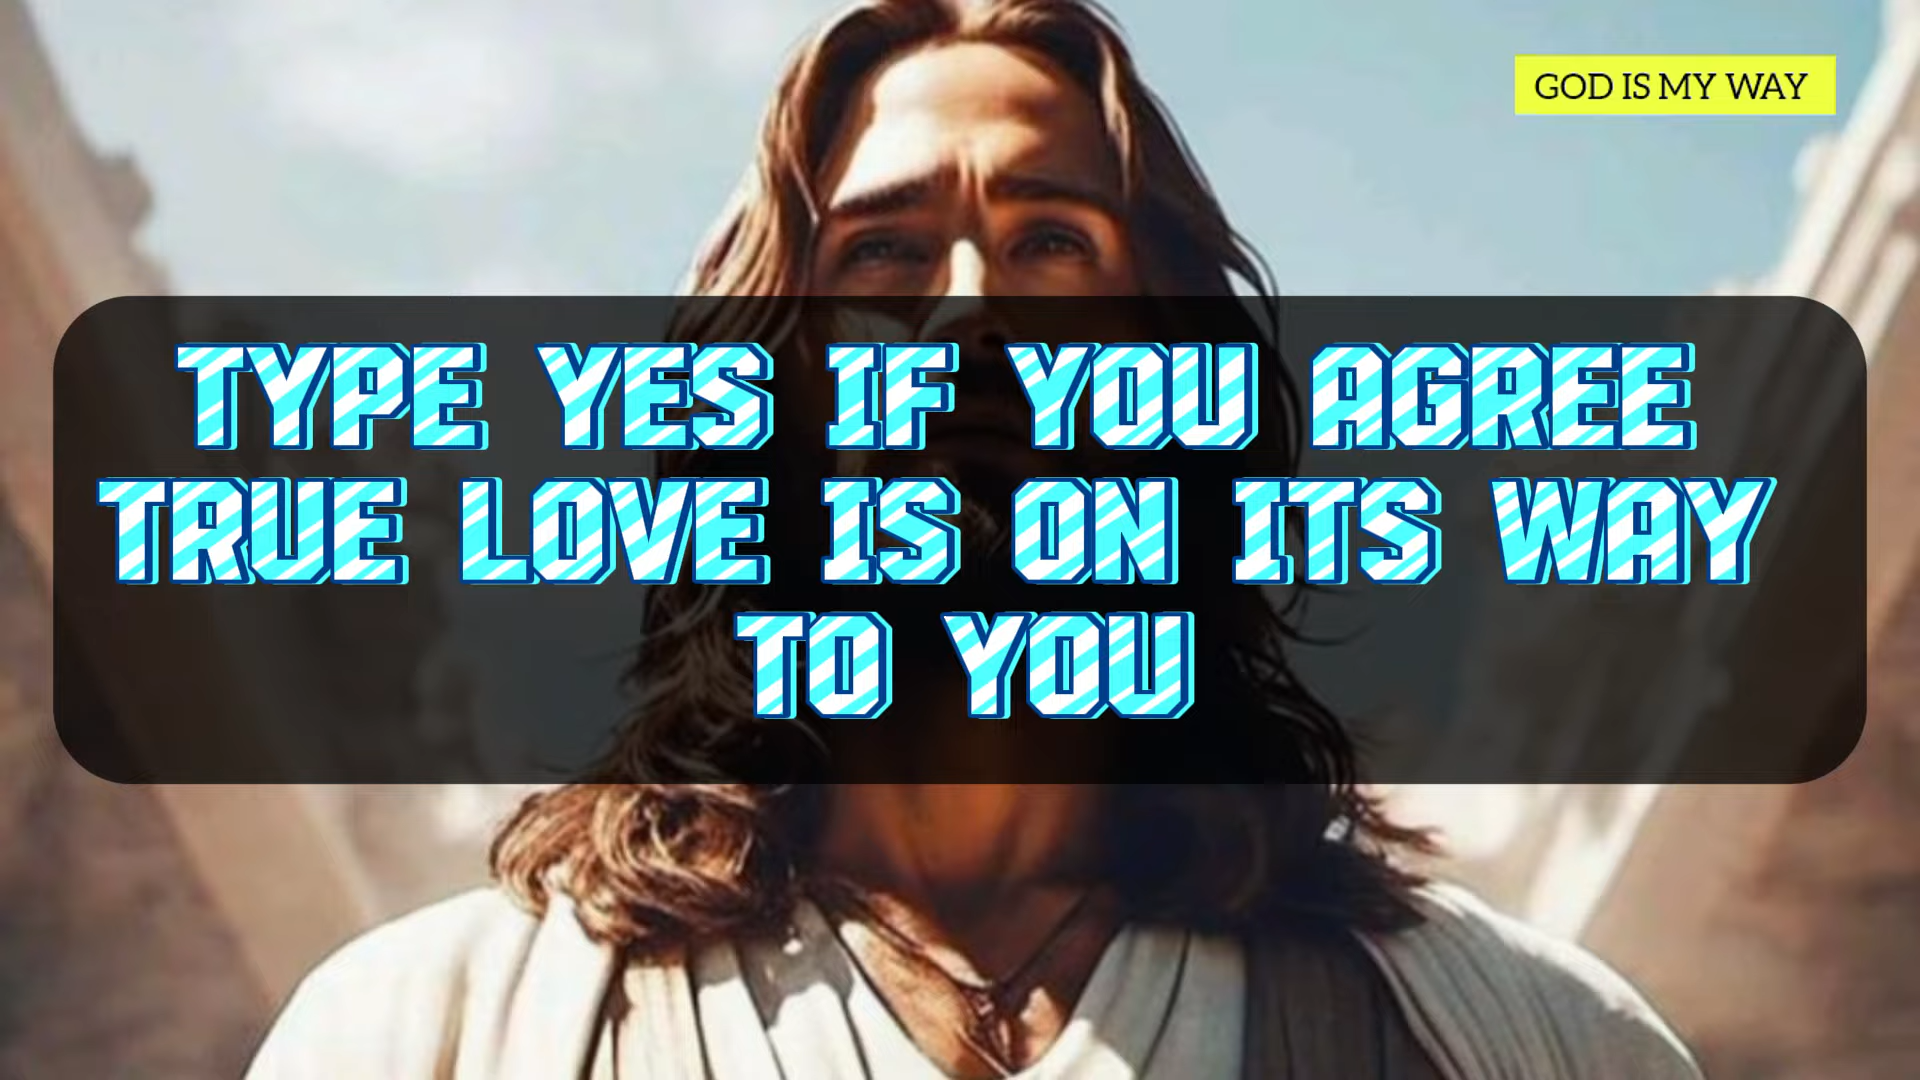 GOD IS MY WAY
TYPE YES IF YOU AGREE
TRUE LOVE IS ON ITS WAY
TO YOU